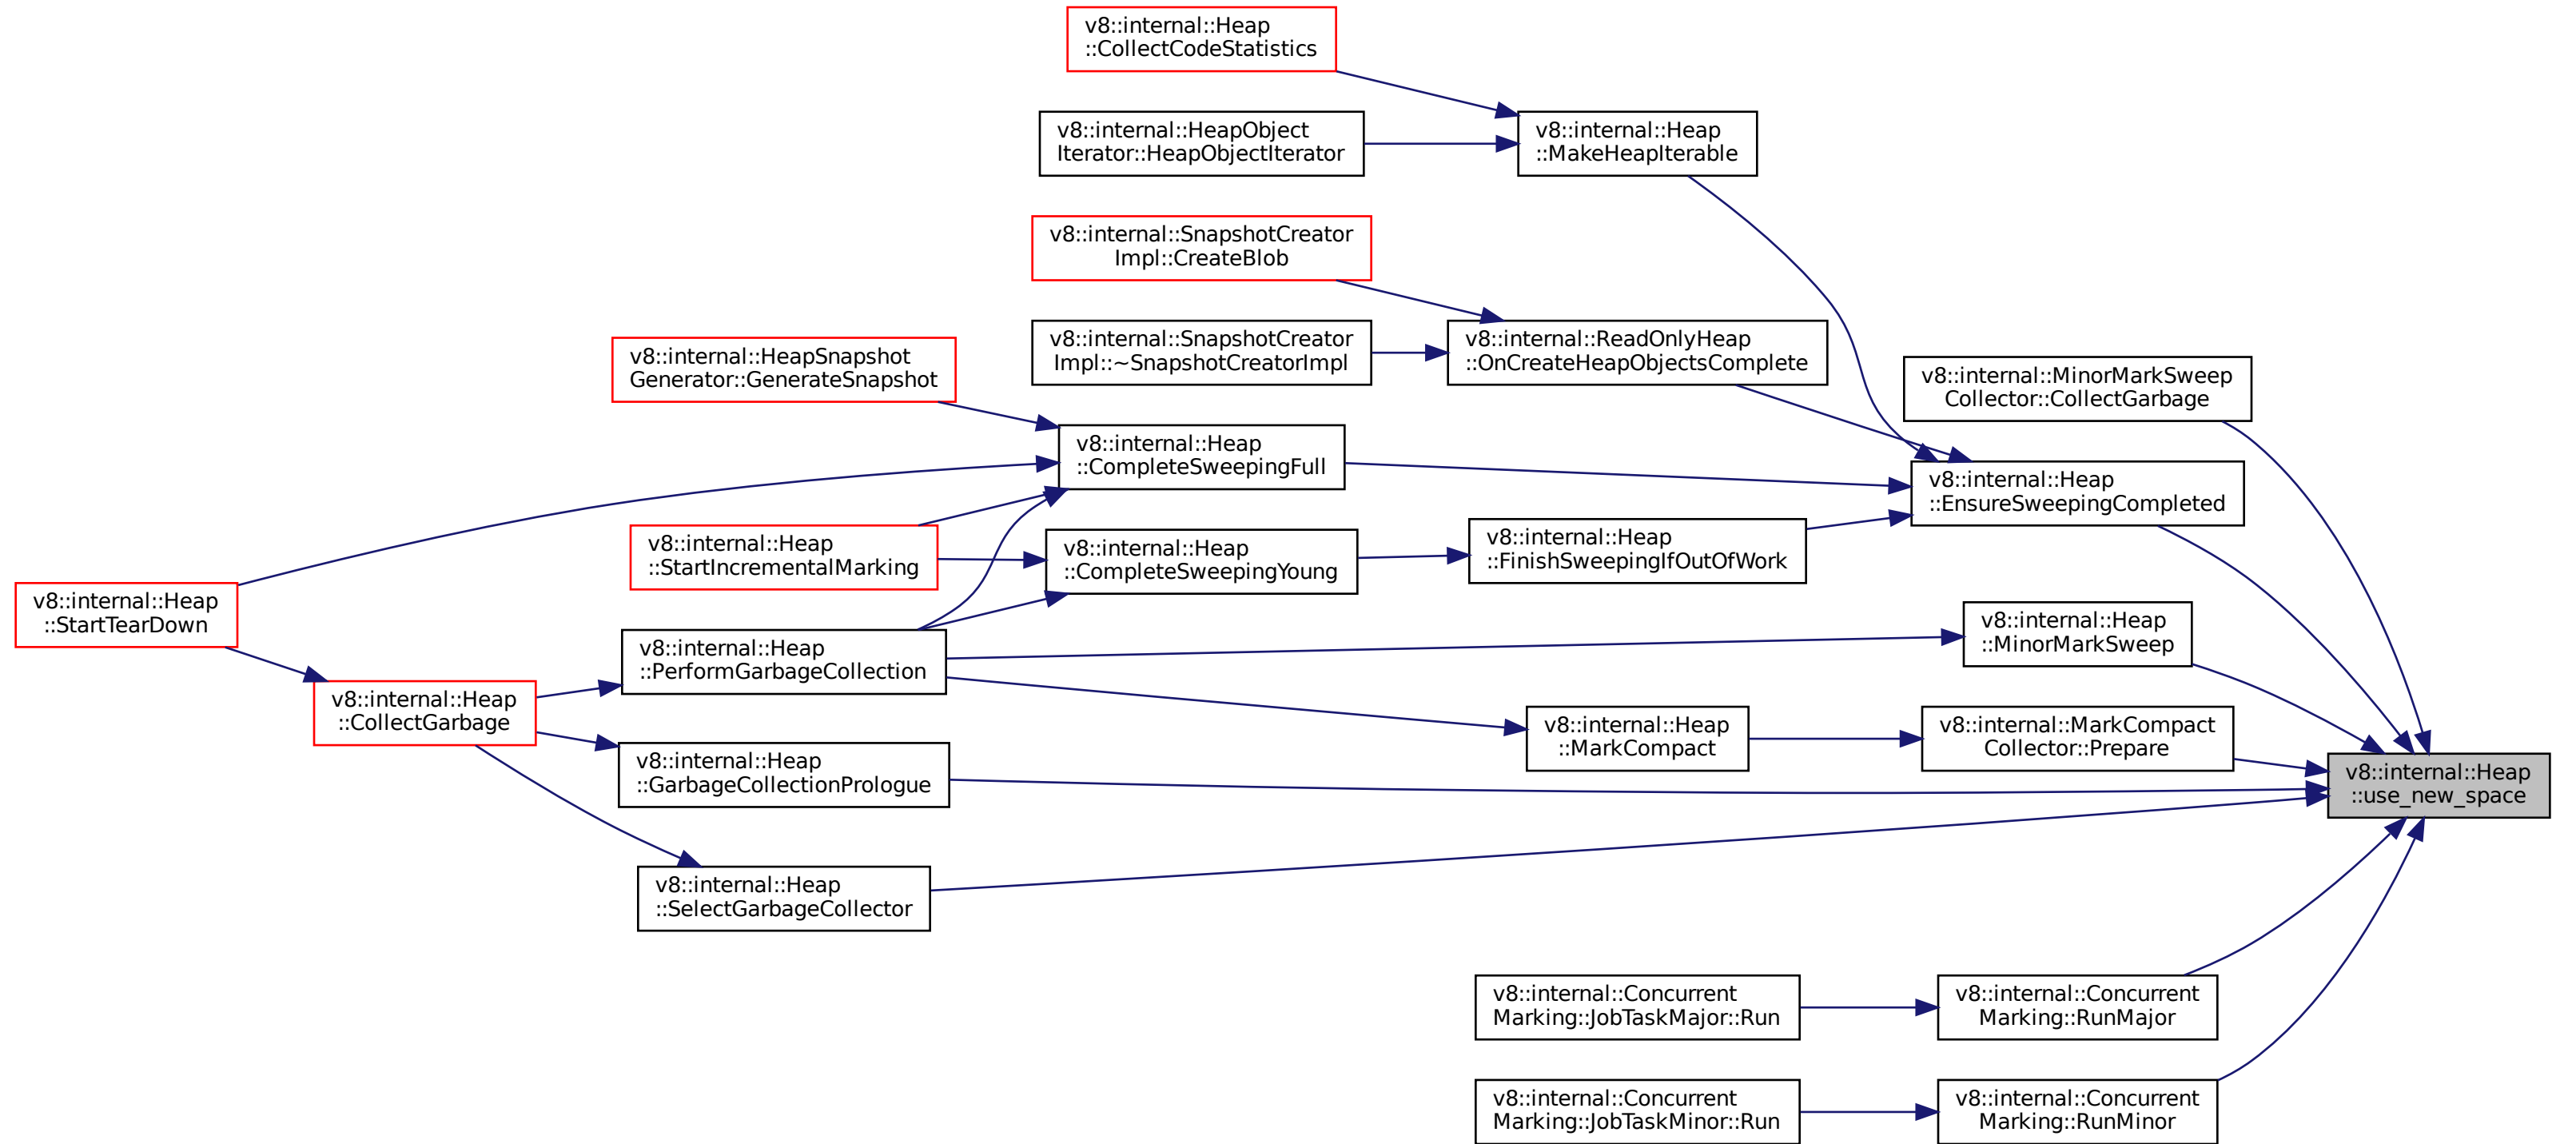 v8::internal::Heap
::CollectCodeStatistics
v8::internal::HeapObject
Iterator::HeapObjectIterator
v8::internal::Heap
::MakeHeapIterable
v8::internal::SnapshotCreator
Impl::CreateBlob
v8::internal::SnapshotCreator
Impl::~SnapshotCreatorImpl
v8::internal::ReadOnlyHeap
::OnCreateHeapObjectsComplete
v8::internal::HeapSnapshot
Generator::GenerateSnapshot
v8::internal::MinorMarkSweep
Collector::CollectGarbage
v8::internal::Heap
::CompleteSweepingFull
v8::internal::Heap
::EnsureSweepingCompleted
v8::internal::Heap
::StartIncrementalMarking
v8::internal::Heap
::CompleteSweepingYoung
v8::internal::Heap
::FinishSweepingIfOutOfWork
v8::internal::Heap
::StartTearDown
v8::internal::Heap
::PerformGarbageCollection
v8::internal::Heap
::MinorMarkSweep
v8::internal::Heap
::CollectGarbage
v8::internal::Heap
::MarkCompact
v8::internal::MarkCompact
Collector::Prepare
v8::internal::Heap
::GarbageCollectionPrologue
v8::internal::Heap
::use_new_space
v8::internal::Heap
::SelectGarbageCollector
v8::internal::Concurrent
Marking::JobTaskMajor::Run
v8::internal::Concurrent
Marking::RunMajor
v8::internal::Concurrent
Marking::JobTaskMinor::Run
v8::internal::Concurrent
Marking::RunMinor